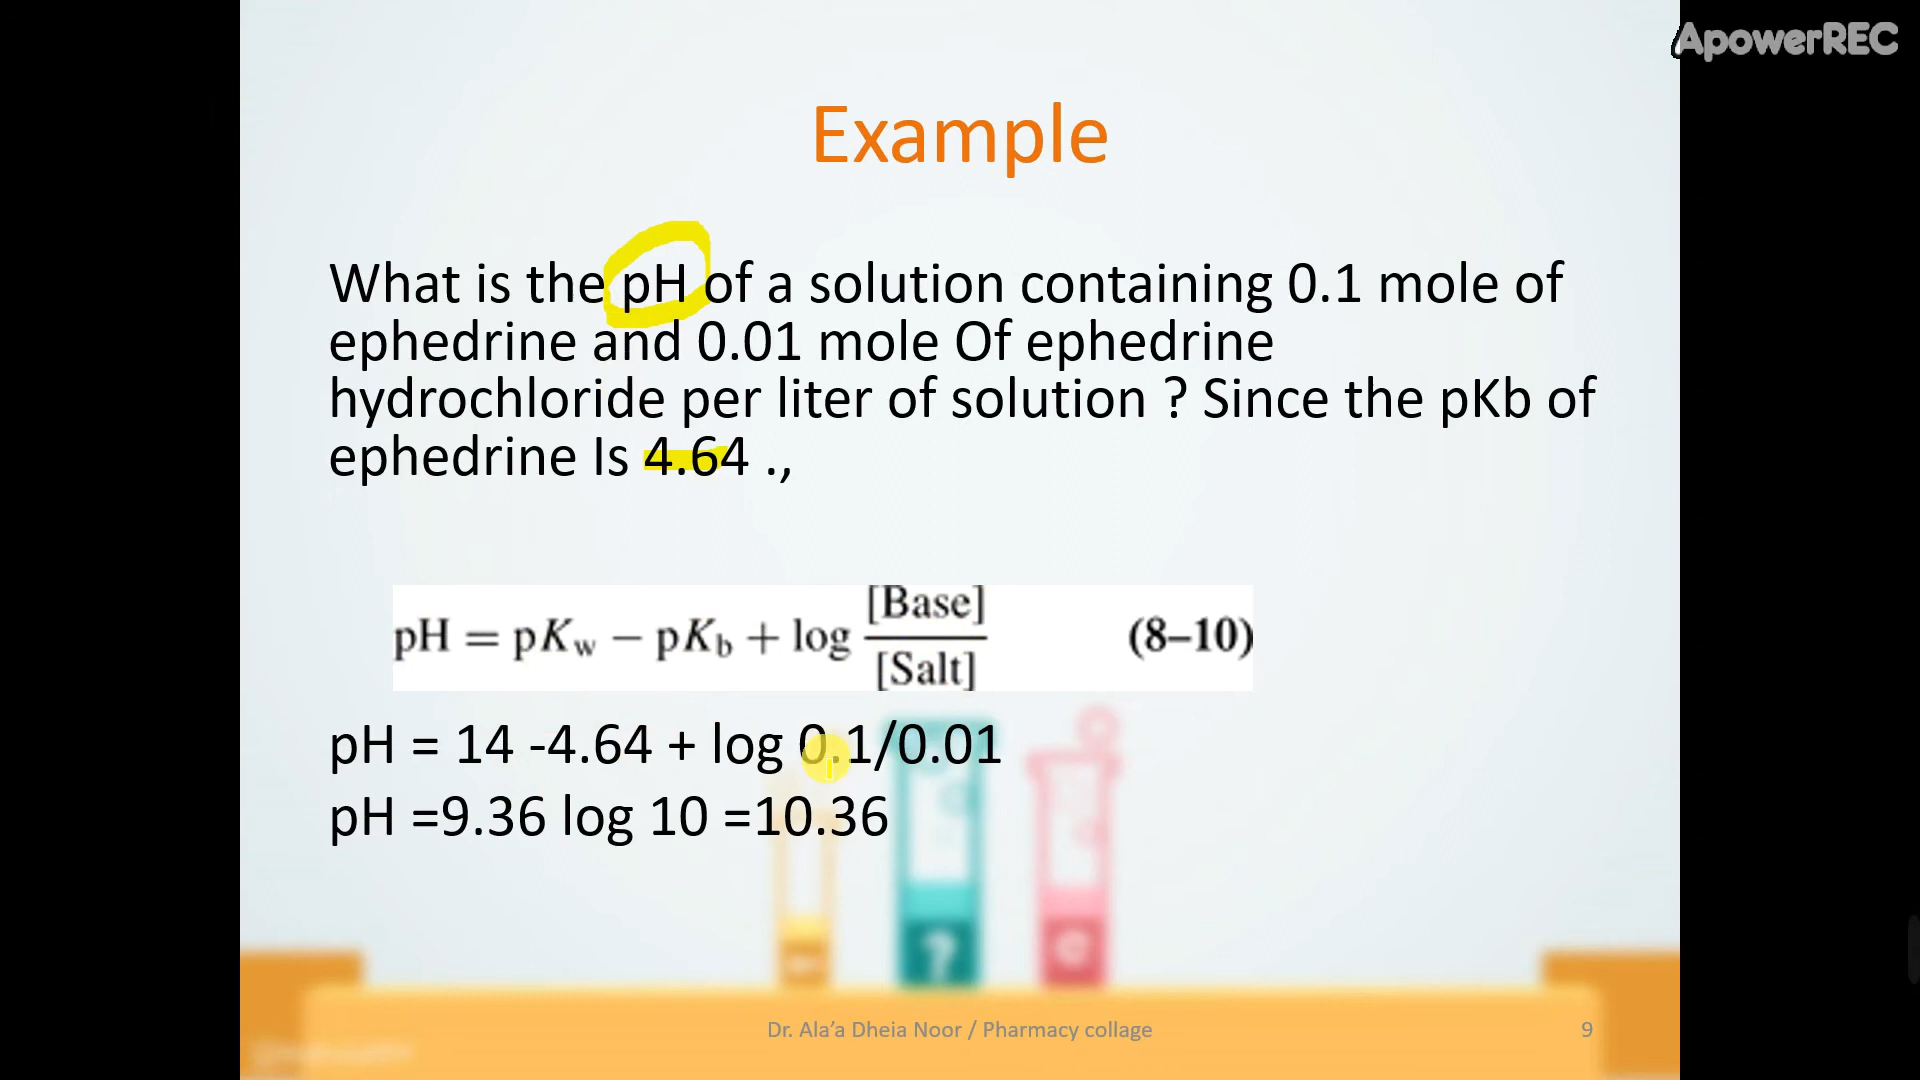 ApowerREC
Example
What is the pH of a solution containing 0.1 mole of
ephedrine and 0.01 mole Of ephedrine
hydrochloride per liter of solution ? Since the pKb of
ephedrine Is 4.64 .,
pH = pKw − pKb + log [Base]/[Salt] (8–10)
pH = 14 -4.64 + log 0.1/0.01
pH =9.36 log 10 =10.36
?
Dr. Ala’a Dheia Noor / Pharmacy collage 9